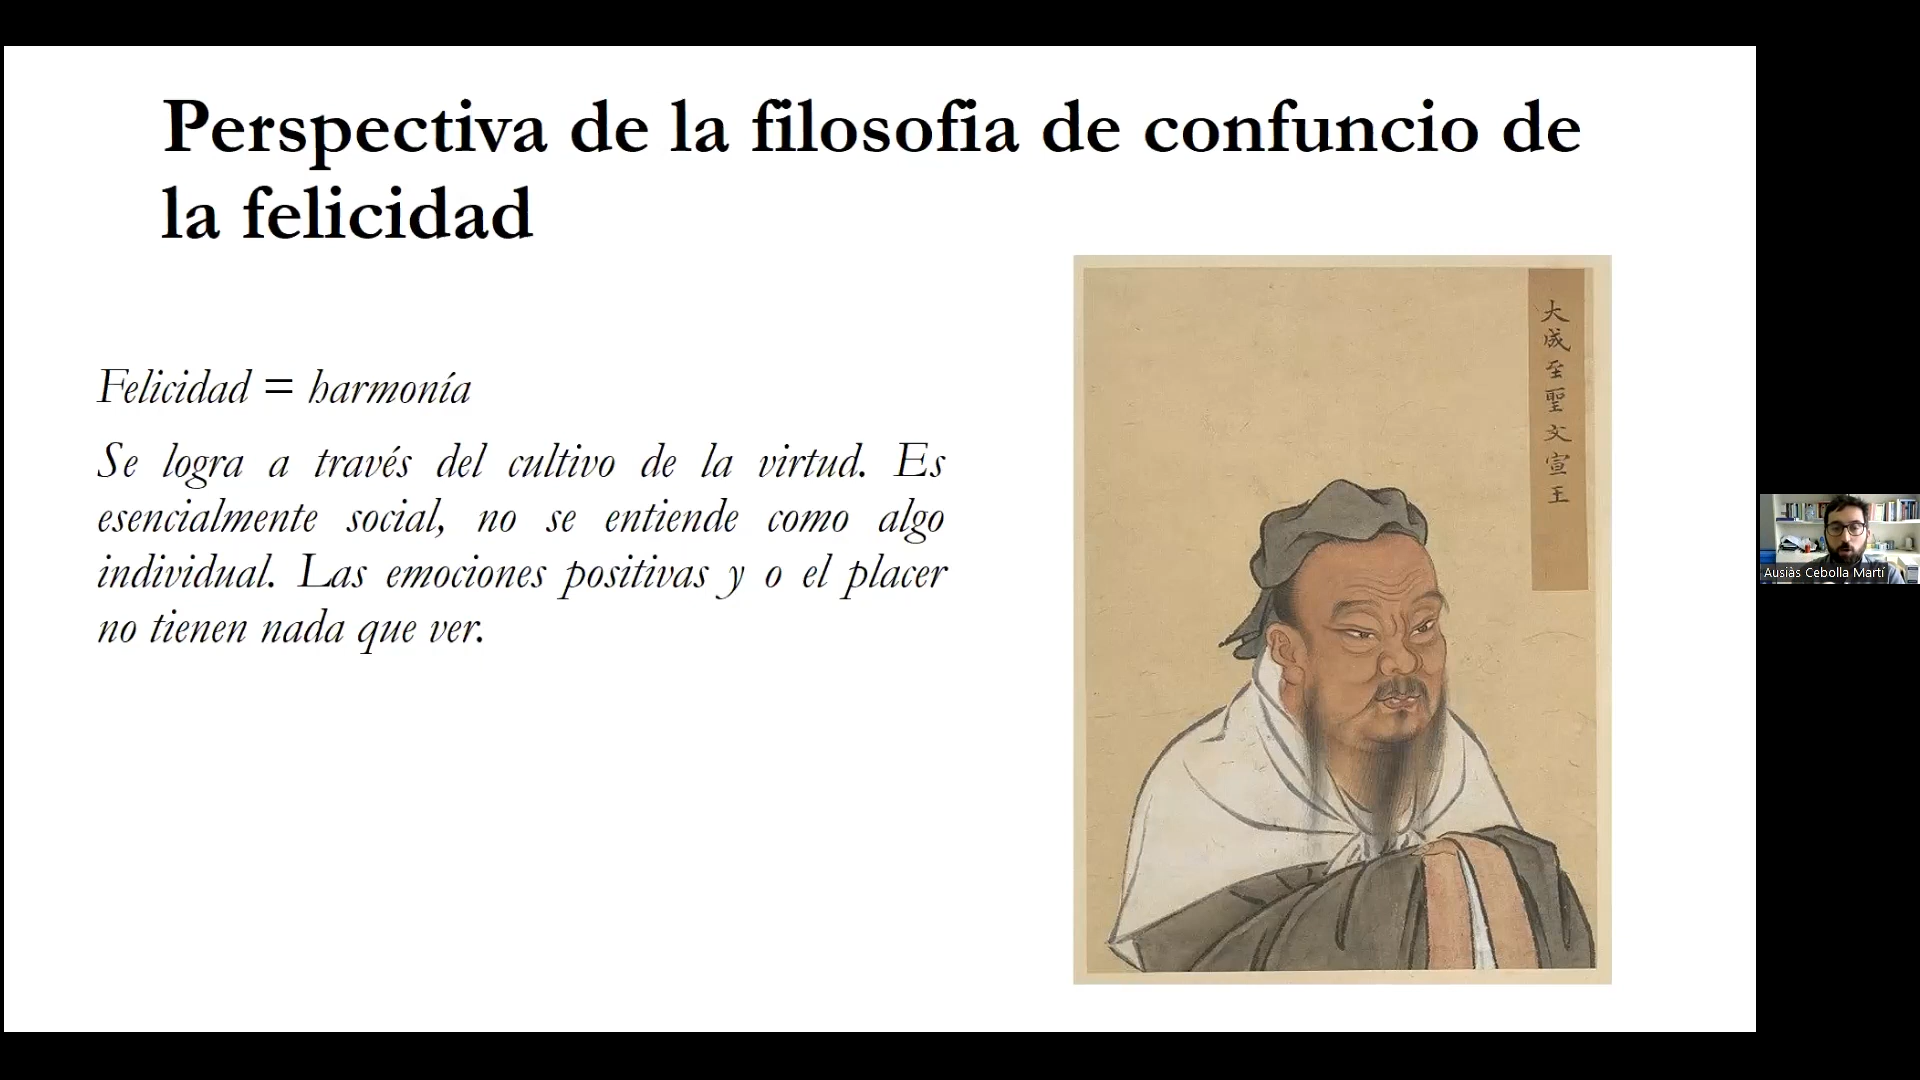 Perspectiva de la filosofia de confuncio de
la felicidad
Felicidad = harmonía
Se logra a través del cultivo de la virtud. Es
esencialmente social, no se entiende como algo
individual. Las emociones positivas y o el placer
no tienen nada que ver.
大成至聖文宣王
Ausiàs Cebolla Martí